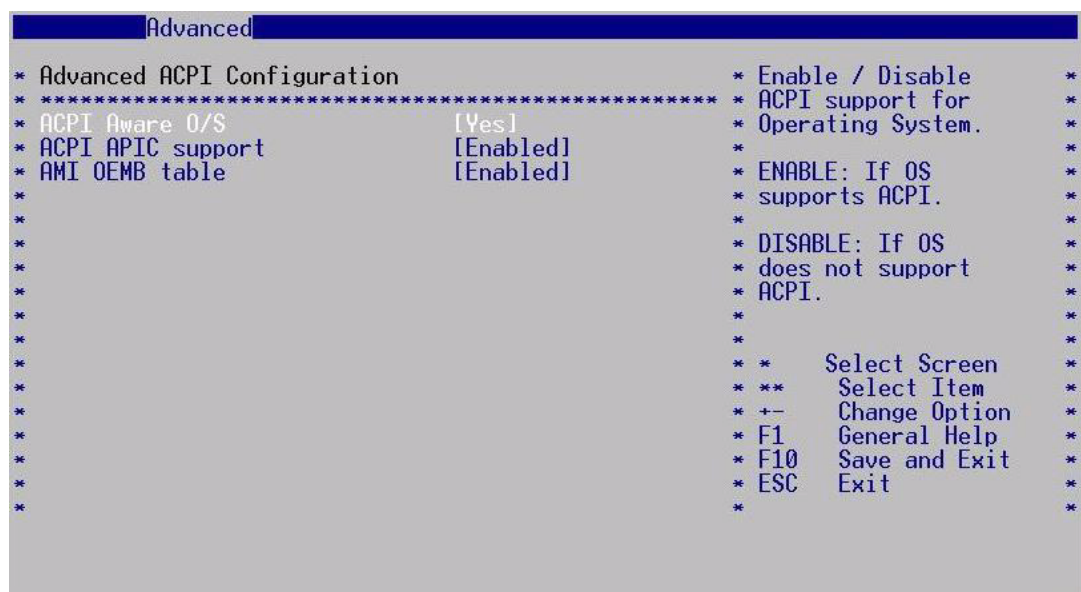 Advanced
* Advanced ACPI Configuration * Enable / Disable *
* *************************************************** * ACPI support for *
* ACPI Aware O/S [Yes] * Operating System. *
* ACPI APIC support [Enabled] * *
* AMI OEMB table [Enabled] * ENABLE: If OS *
* * supports ACPI. *
* * *
* * DISABLE: If OS *
* * does not support *
* * ACPI. *
* * *
* * *
* * * Select Screen *
* * ** Select Item *
* * +- Change Option *
* * F1 General Help *
* * F10 Save and Exit *
* * ESC Exit *
* * *